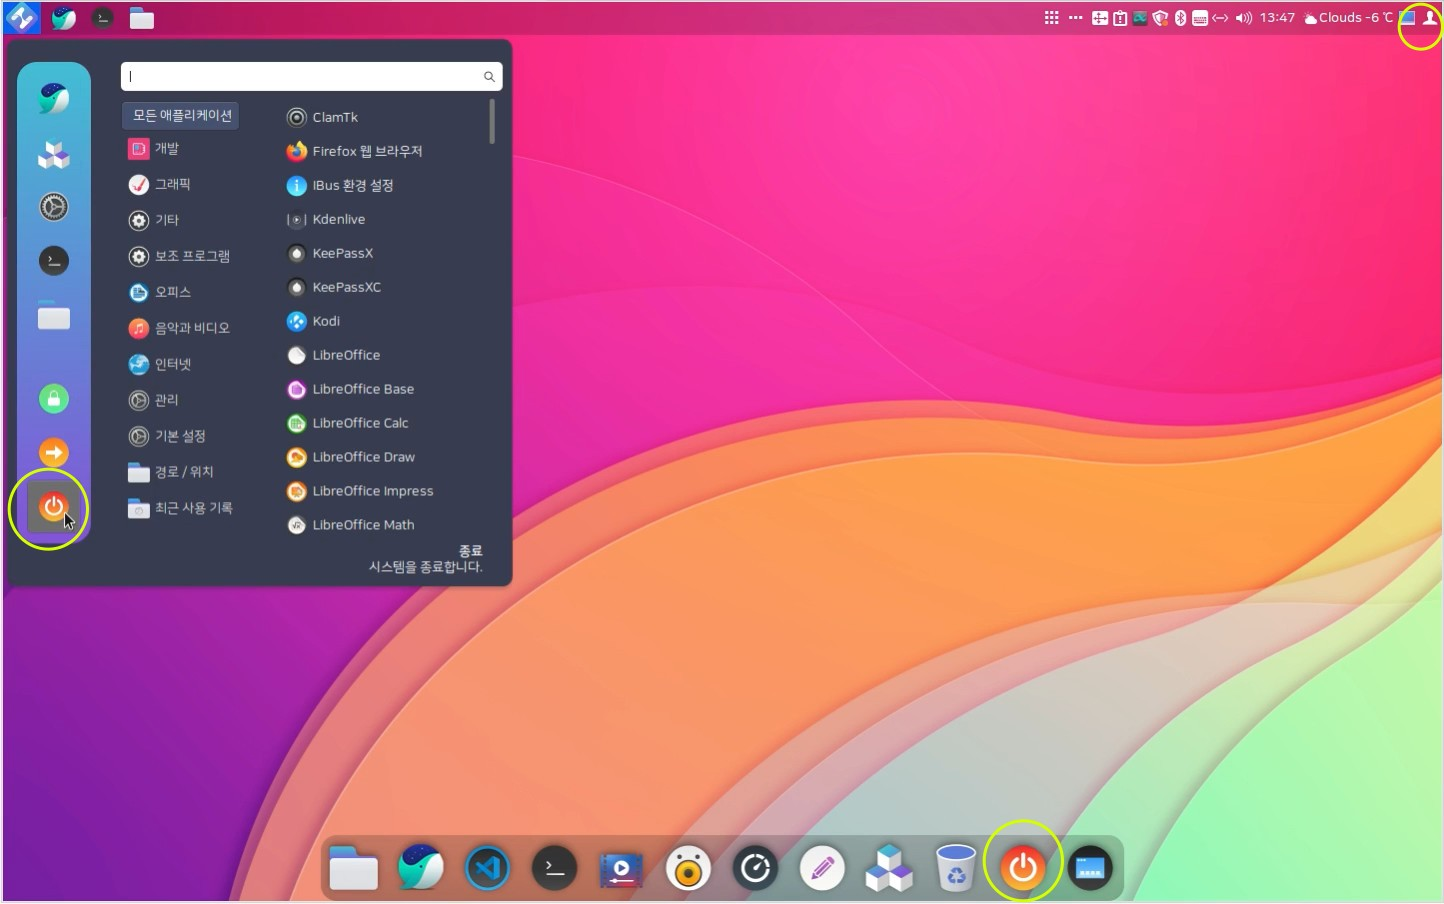 13:47 Clouds -6 ℃
모든 애플리케이션
개발
그래픽
기타
보조 프로그램
오피스
음악과 비디오
인터넷
관리
기본 설정
경로 / 위치
최근 사용 기록
ClamTk
Firefox 웹 브라우저
IBus 환경 설정
Kdenlive
KeePassX
KeePassXC
Kodi
LibreOffice
LibreOffice Base
LibreOffice Calc
LibreOffice Draw
LibreOffice Impress
LibreOffice Math
종료
시스템을 종료합니다.